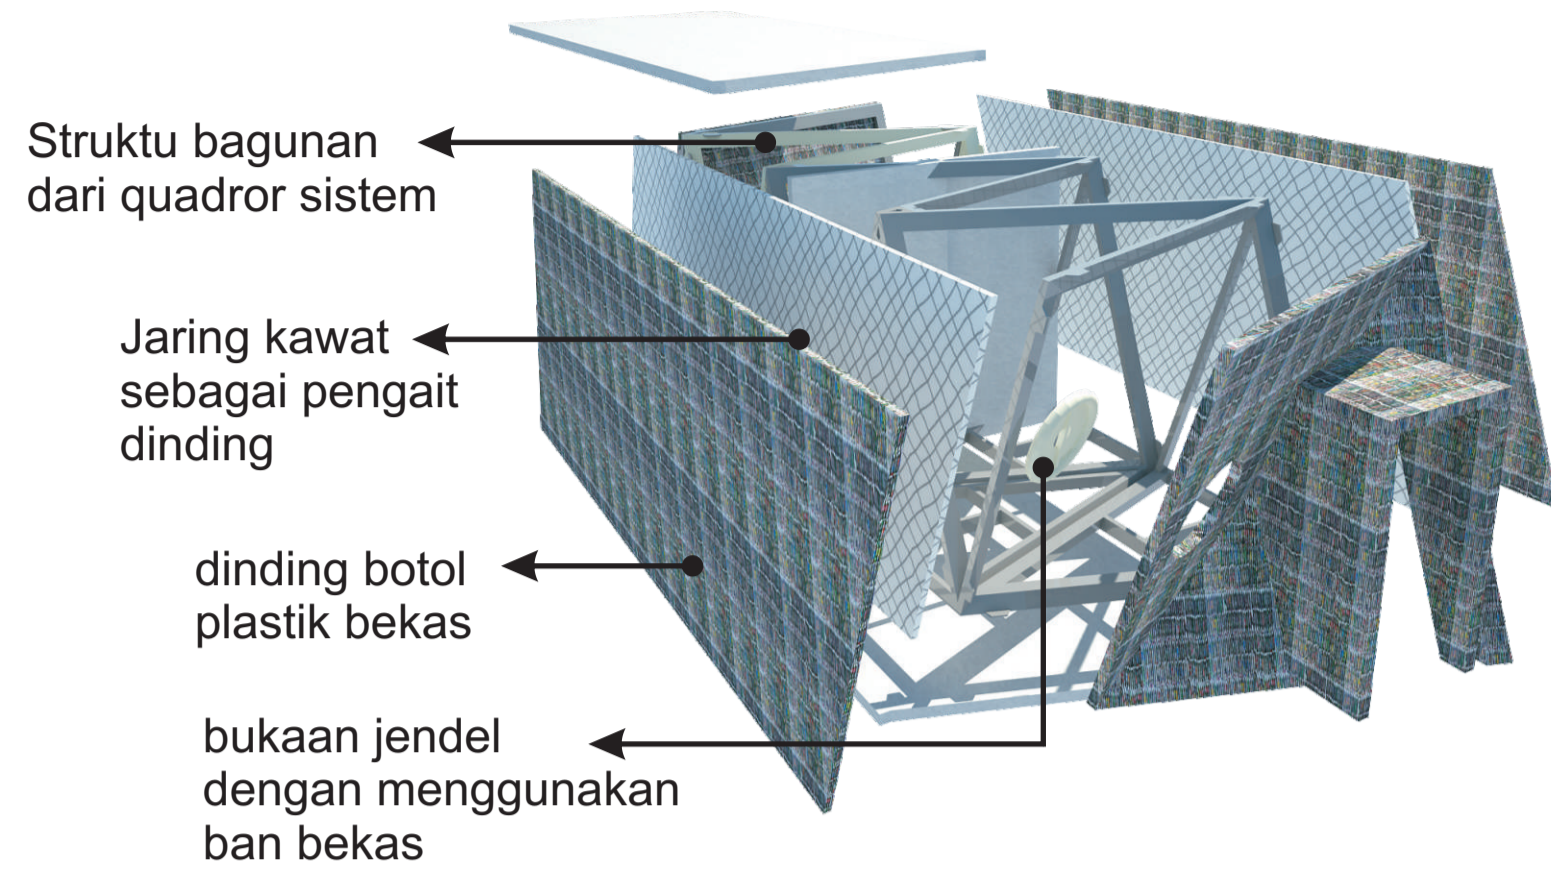 Struktu bagunan
dari quadror sistem
Jaring kawat
sebagai pengait
dinding
dinding botol
plastik bekas
bukaan jendel
dengan menggunakan
ban bekas